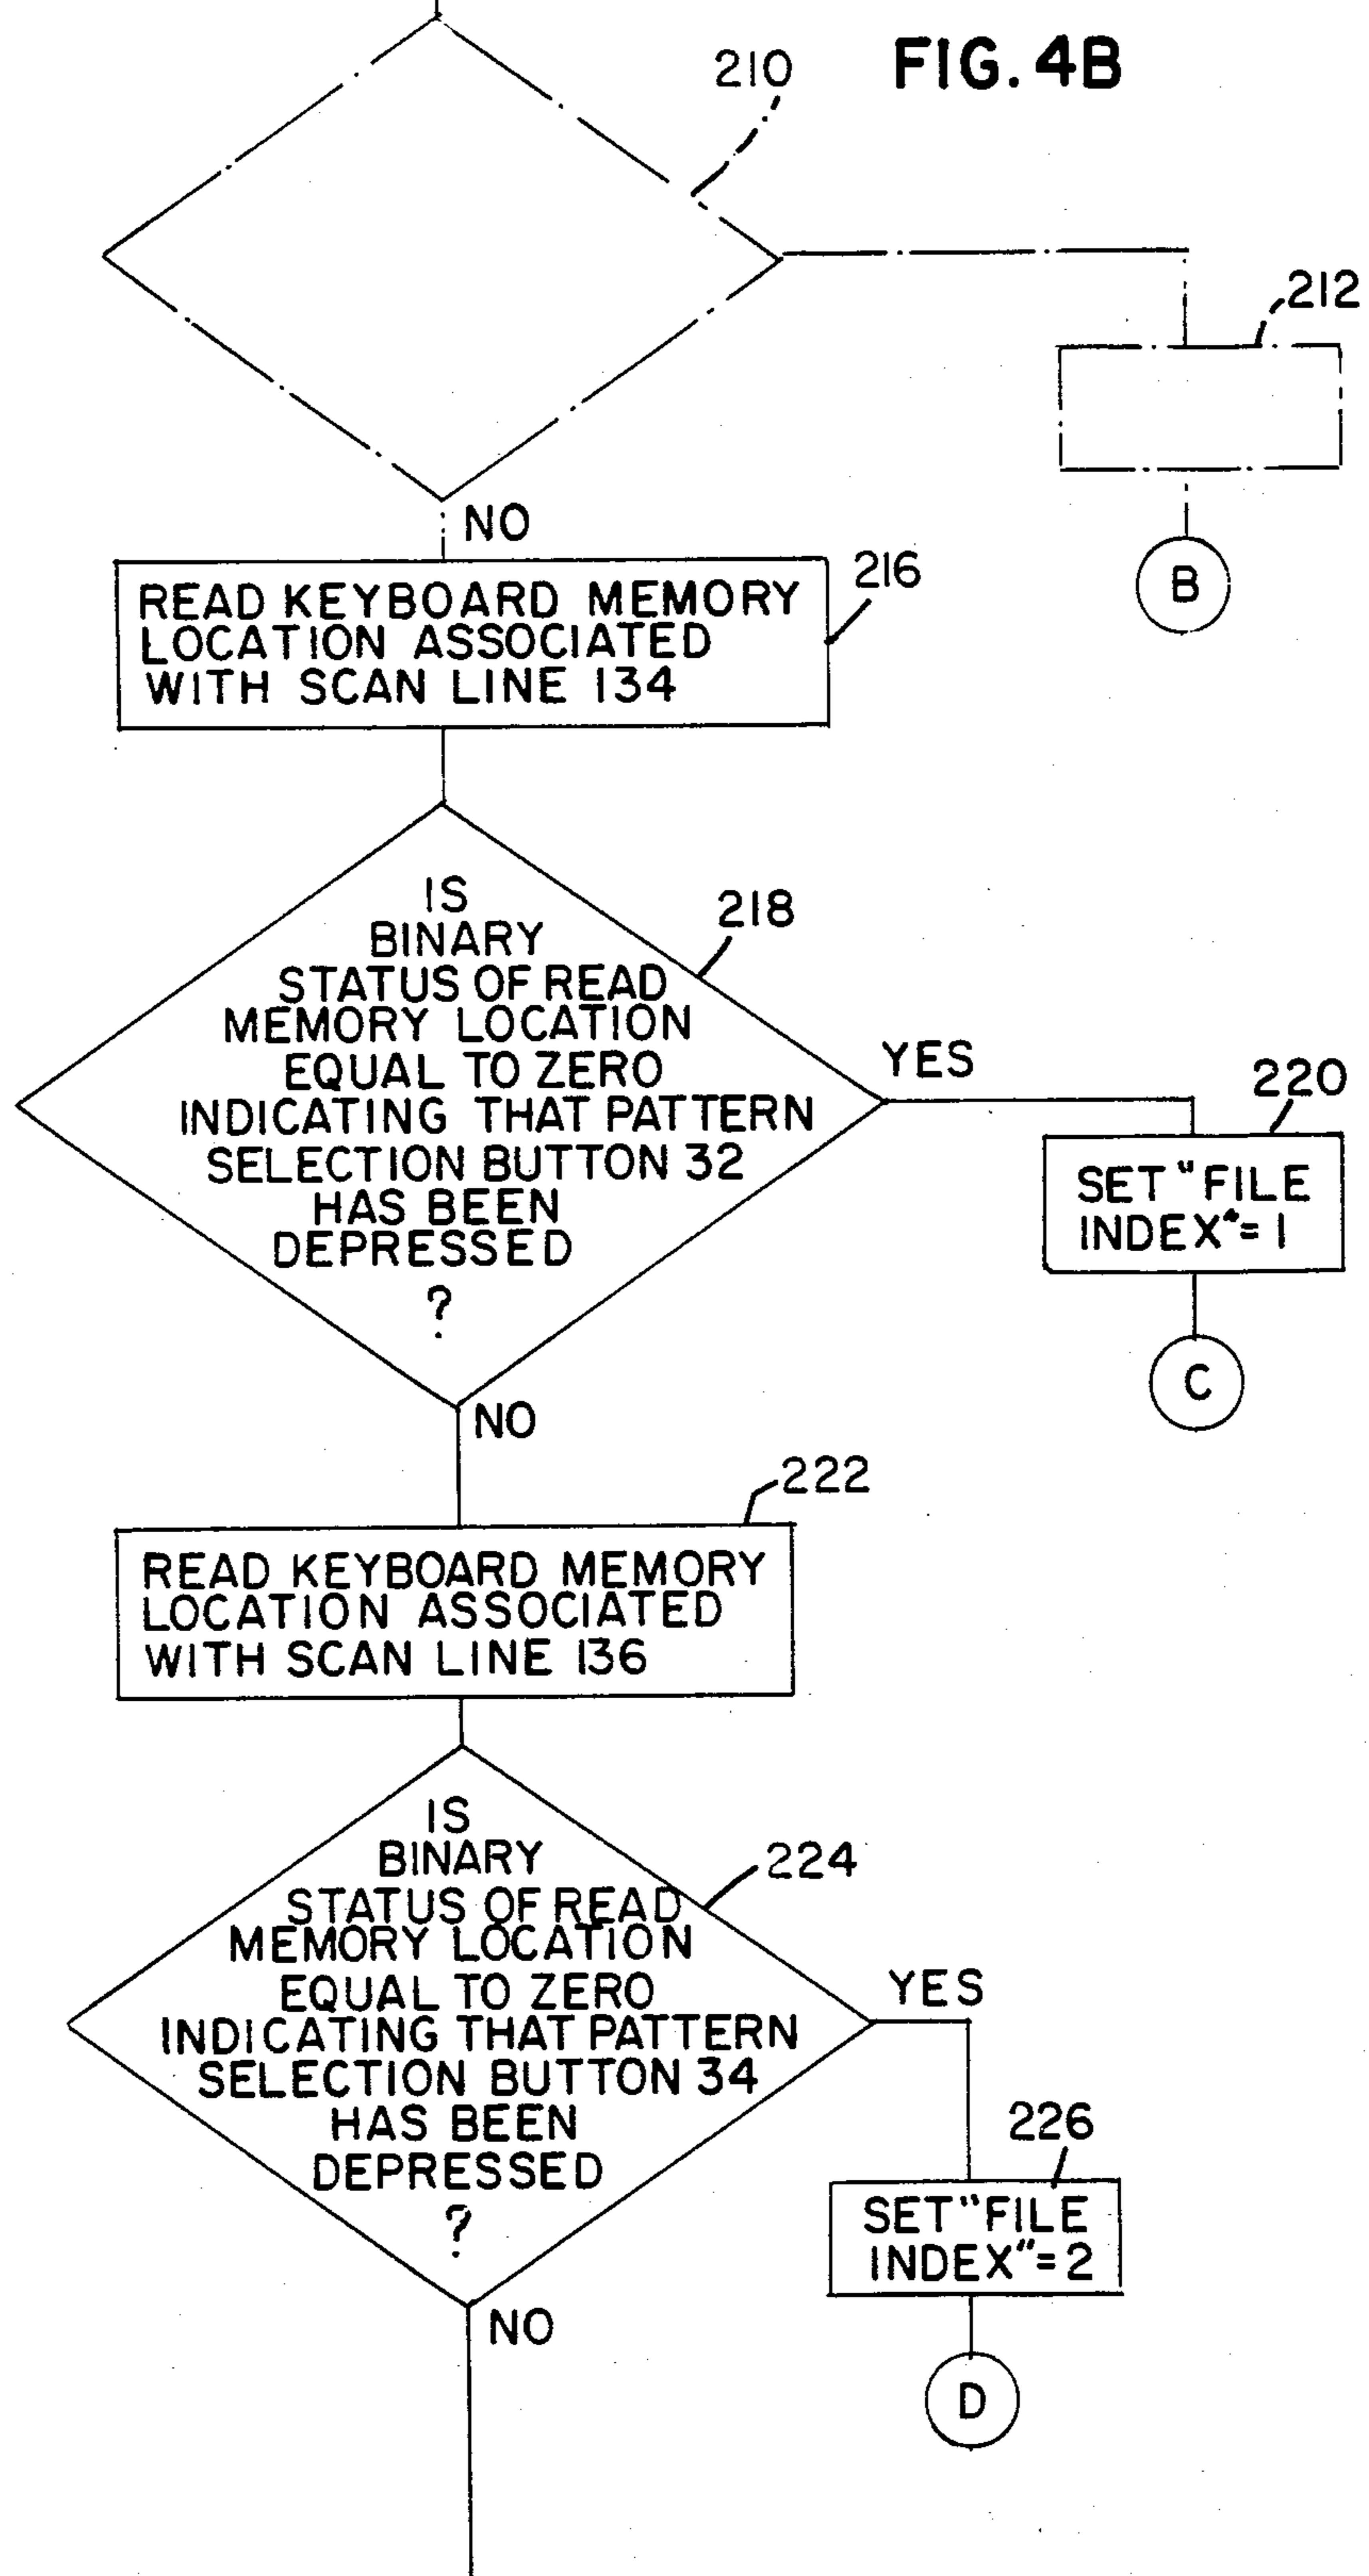 FIG. 4B
210
212
B
NO
216
READ KEYBOARD MEMORY
LOCATION ASSOCIATED
WITH SCAN LINE 134
218
IS
BINARY
STATUS OF READ
MEMORY LOCATION
EQUAL TO ZERO
INDICATING THAT PATTERN
SELECTION BUTTON 32
HAS BEEN
DEPRESSED
?
YES
220
SET "FILE
INDEX"= 1
C
NO
222
READ KEYBOARD MEMORY
LOCATION ASSOCIATED
WITH SCAN LINE 136
224
IS
BINARY
STATUS OF READ
MEMORY LOCATION
EQUAL TO ZERO
INDICATING THAT PATTERN
SELECTION BUTTON 34
HAS BEEN
DEPRESSED
?
YES
226
SET "FILE
INDEX"= 2
D
NO